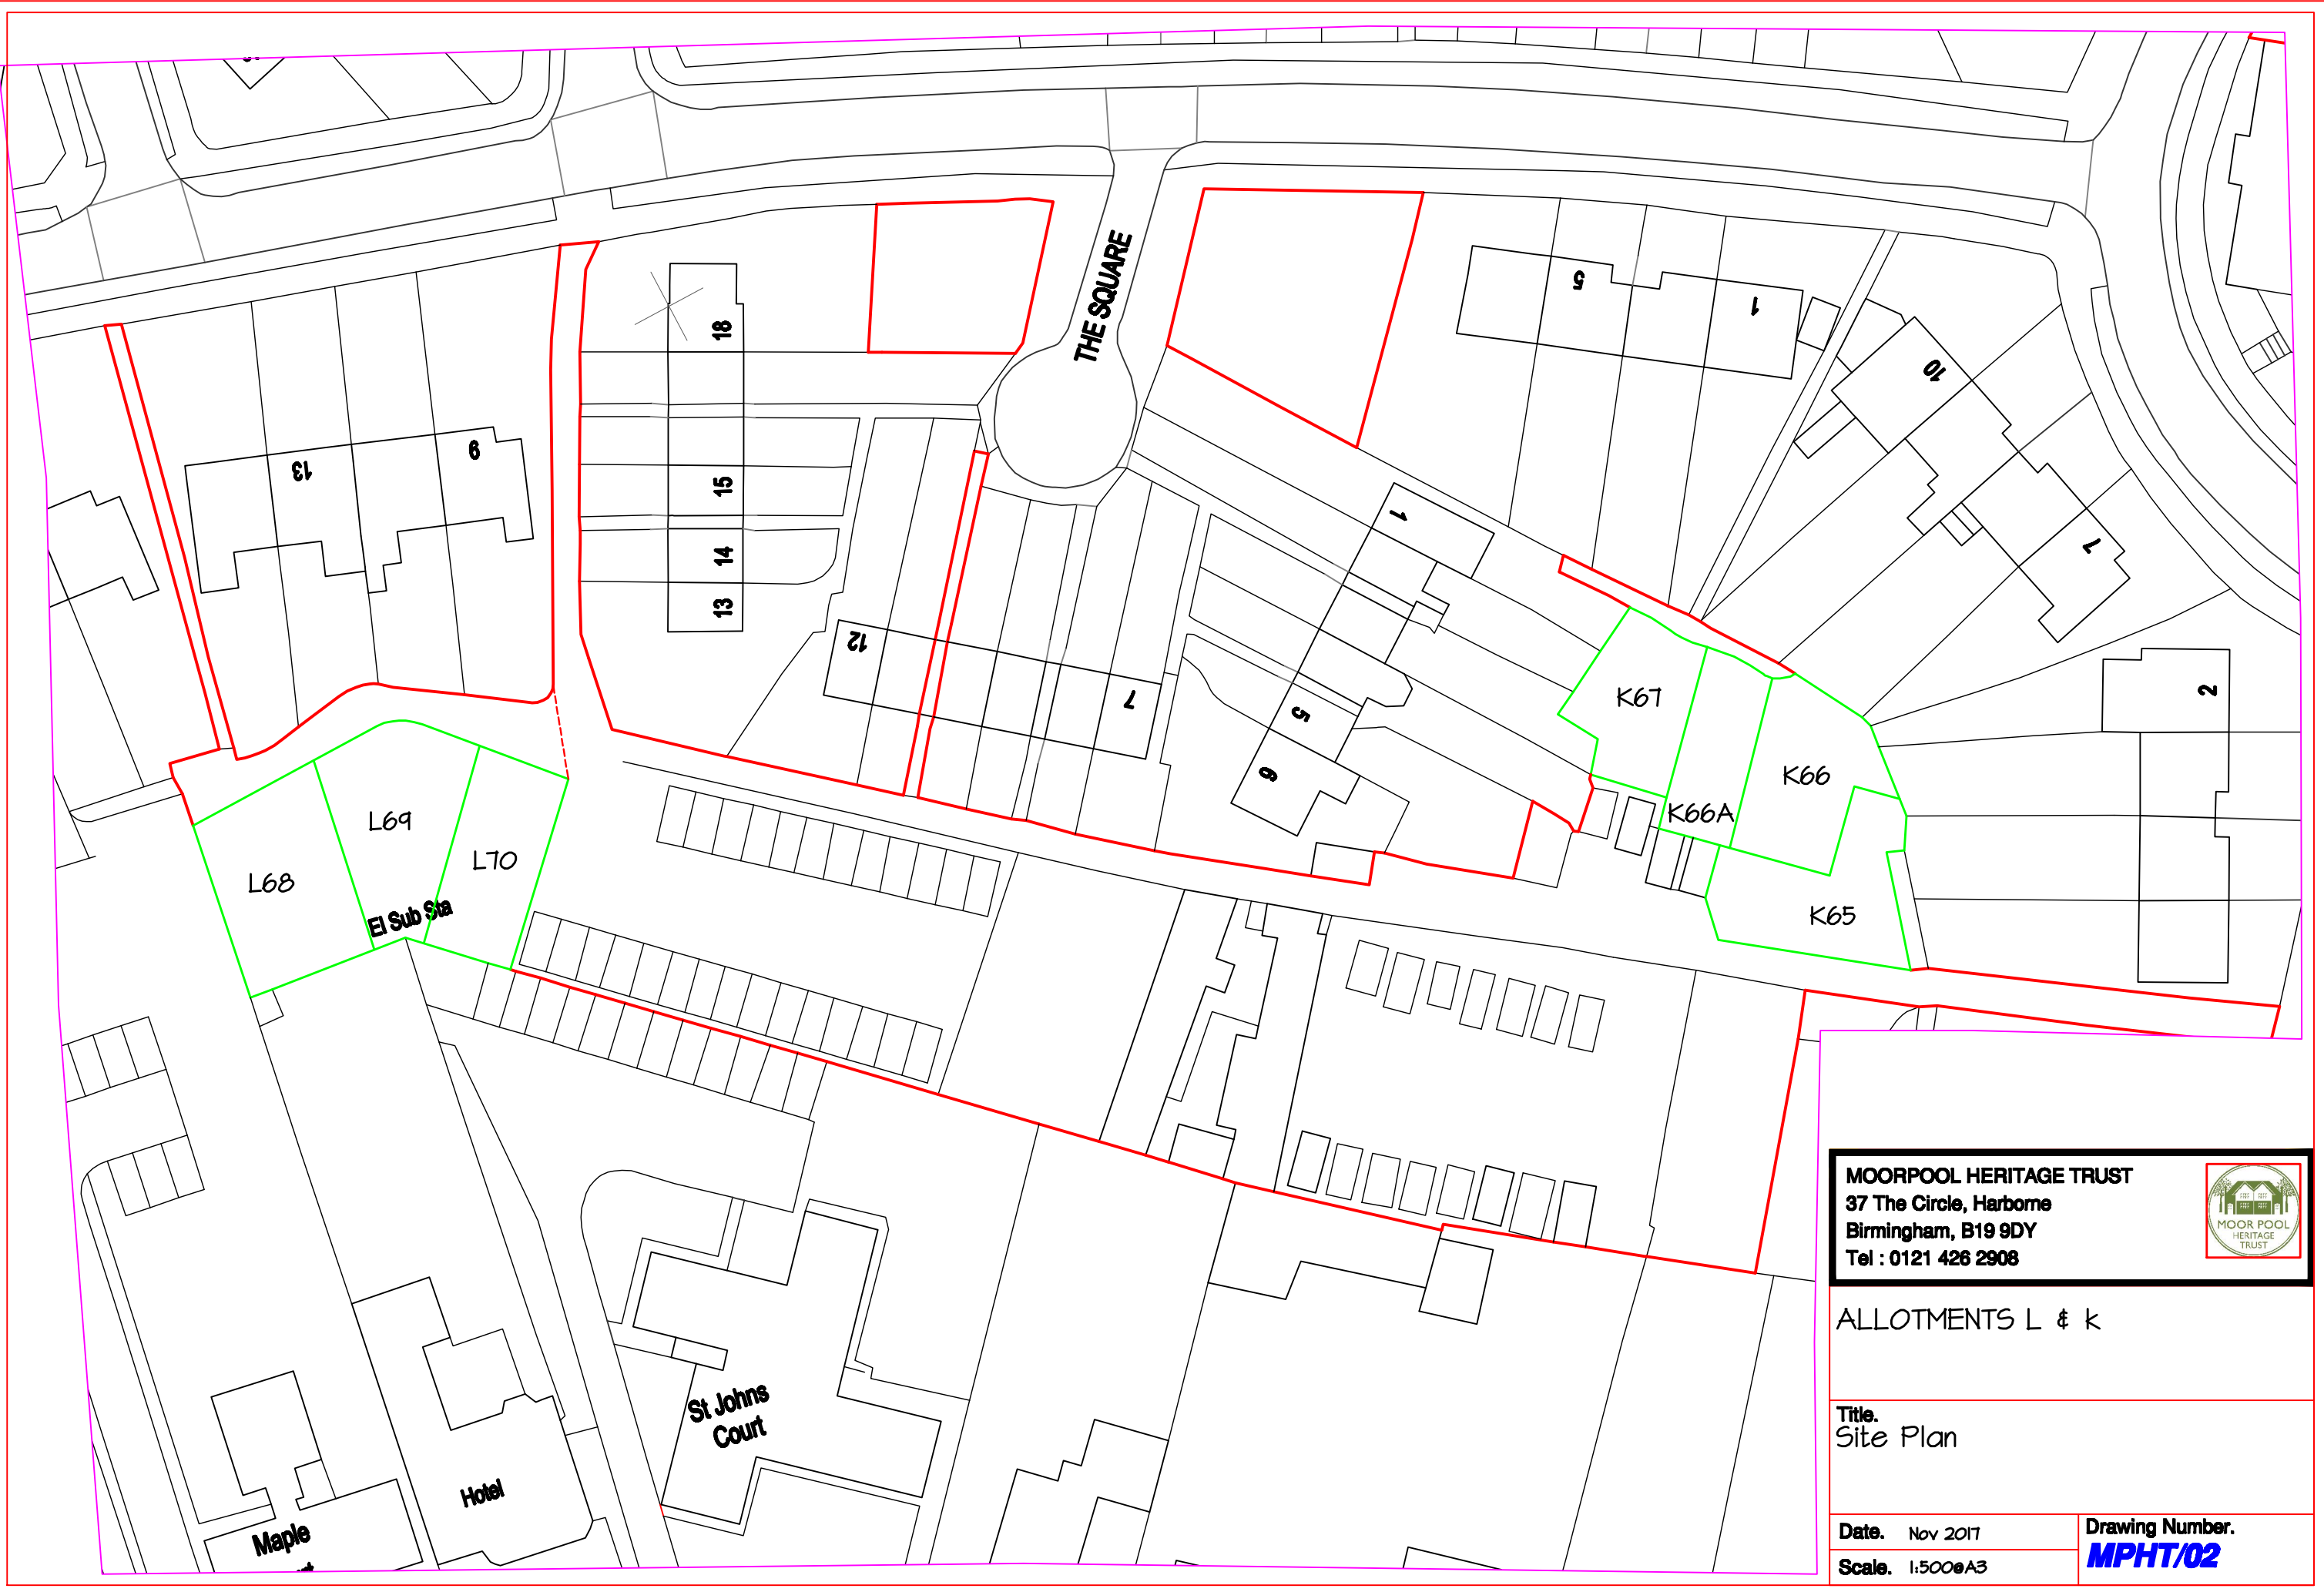 THE SQUARE
18
15
14
13
12
7
13
9
5
1
10
7
2
1
5
6
K67
K66
K66A
K65
L69
L70
L68
El Sub Sta
St Johns
Court
Hotel
Maple
MOORPOOL HERITAGE TRUST
37 The Circle, Harborne
Birmingham, B19 9DY
Tel : 0121 426 2908
MOOR POOL
HERITAGE
TRUST
ALLOTMENTS L & k
Title.
Site Plan
Date. Nov 2017
Scale. 1:500@A3
Drawing Number.
MPHT/02